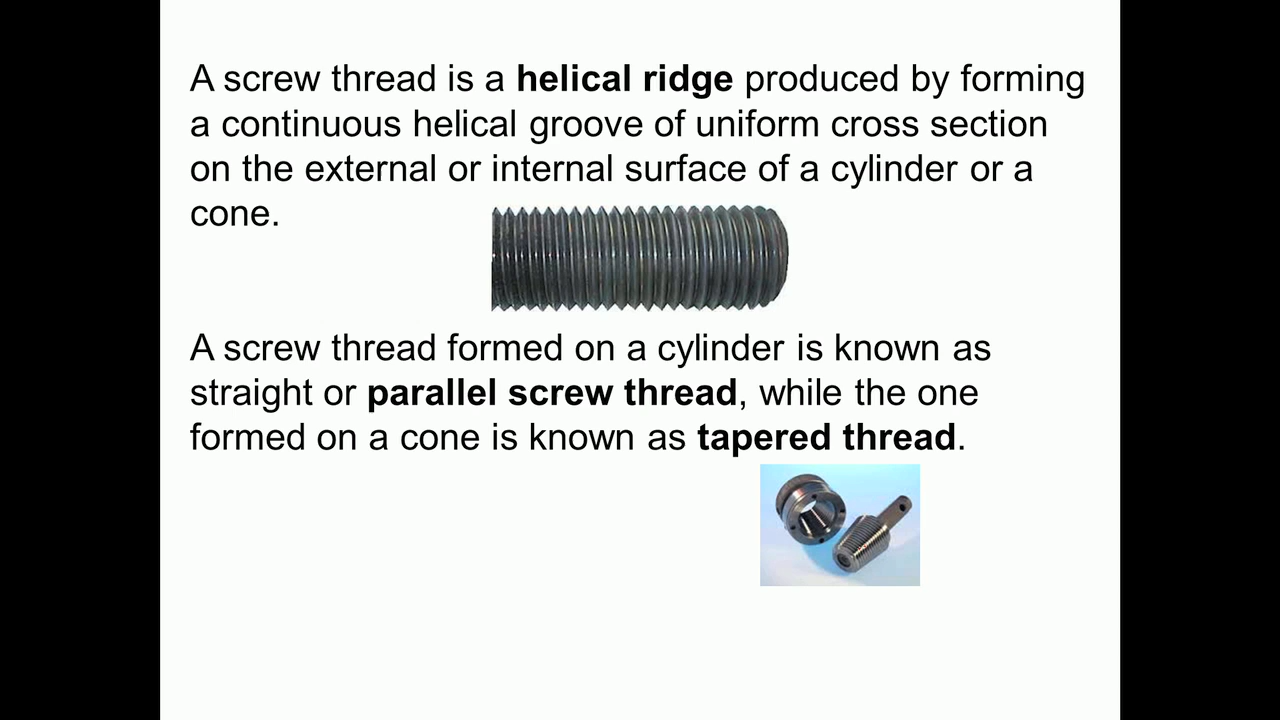 A screw thread is a helical ridge produced by forming
a continuous helical groove of uniform cross section
on the external or internal surface of a cylinder or a
cone.
A screw thread formed on a cylinder is known as
straight or parallel screw thread, while the one
formed on a cone is known as tapered thread.